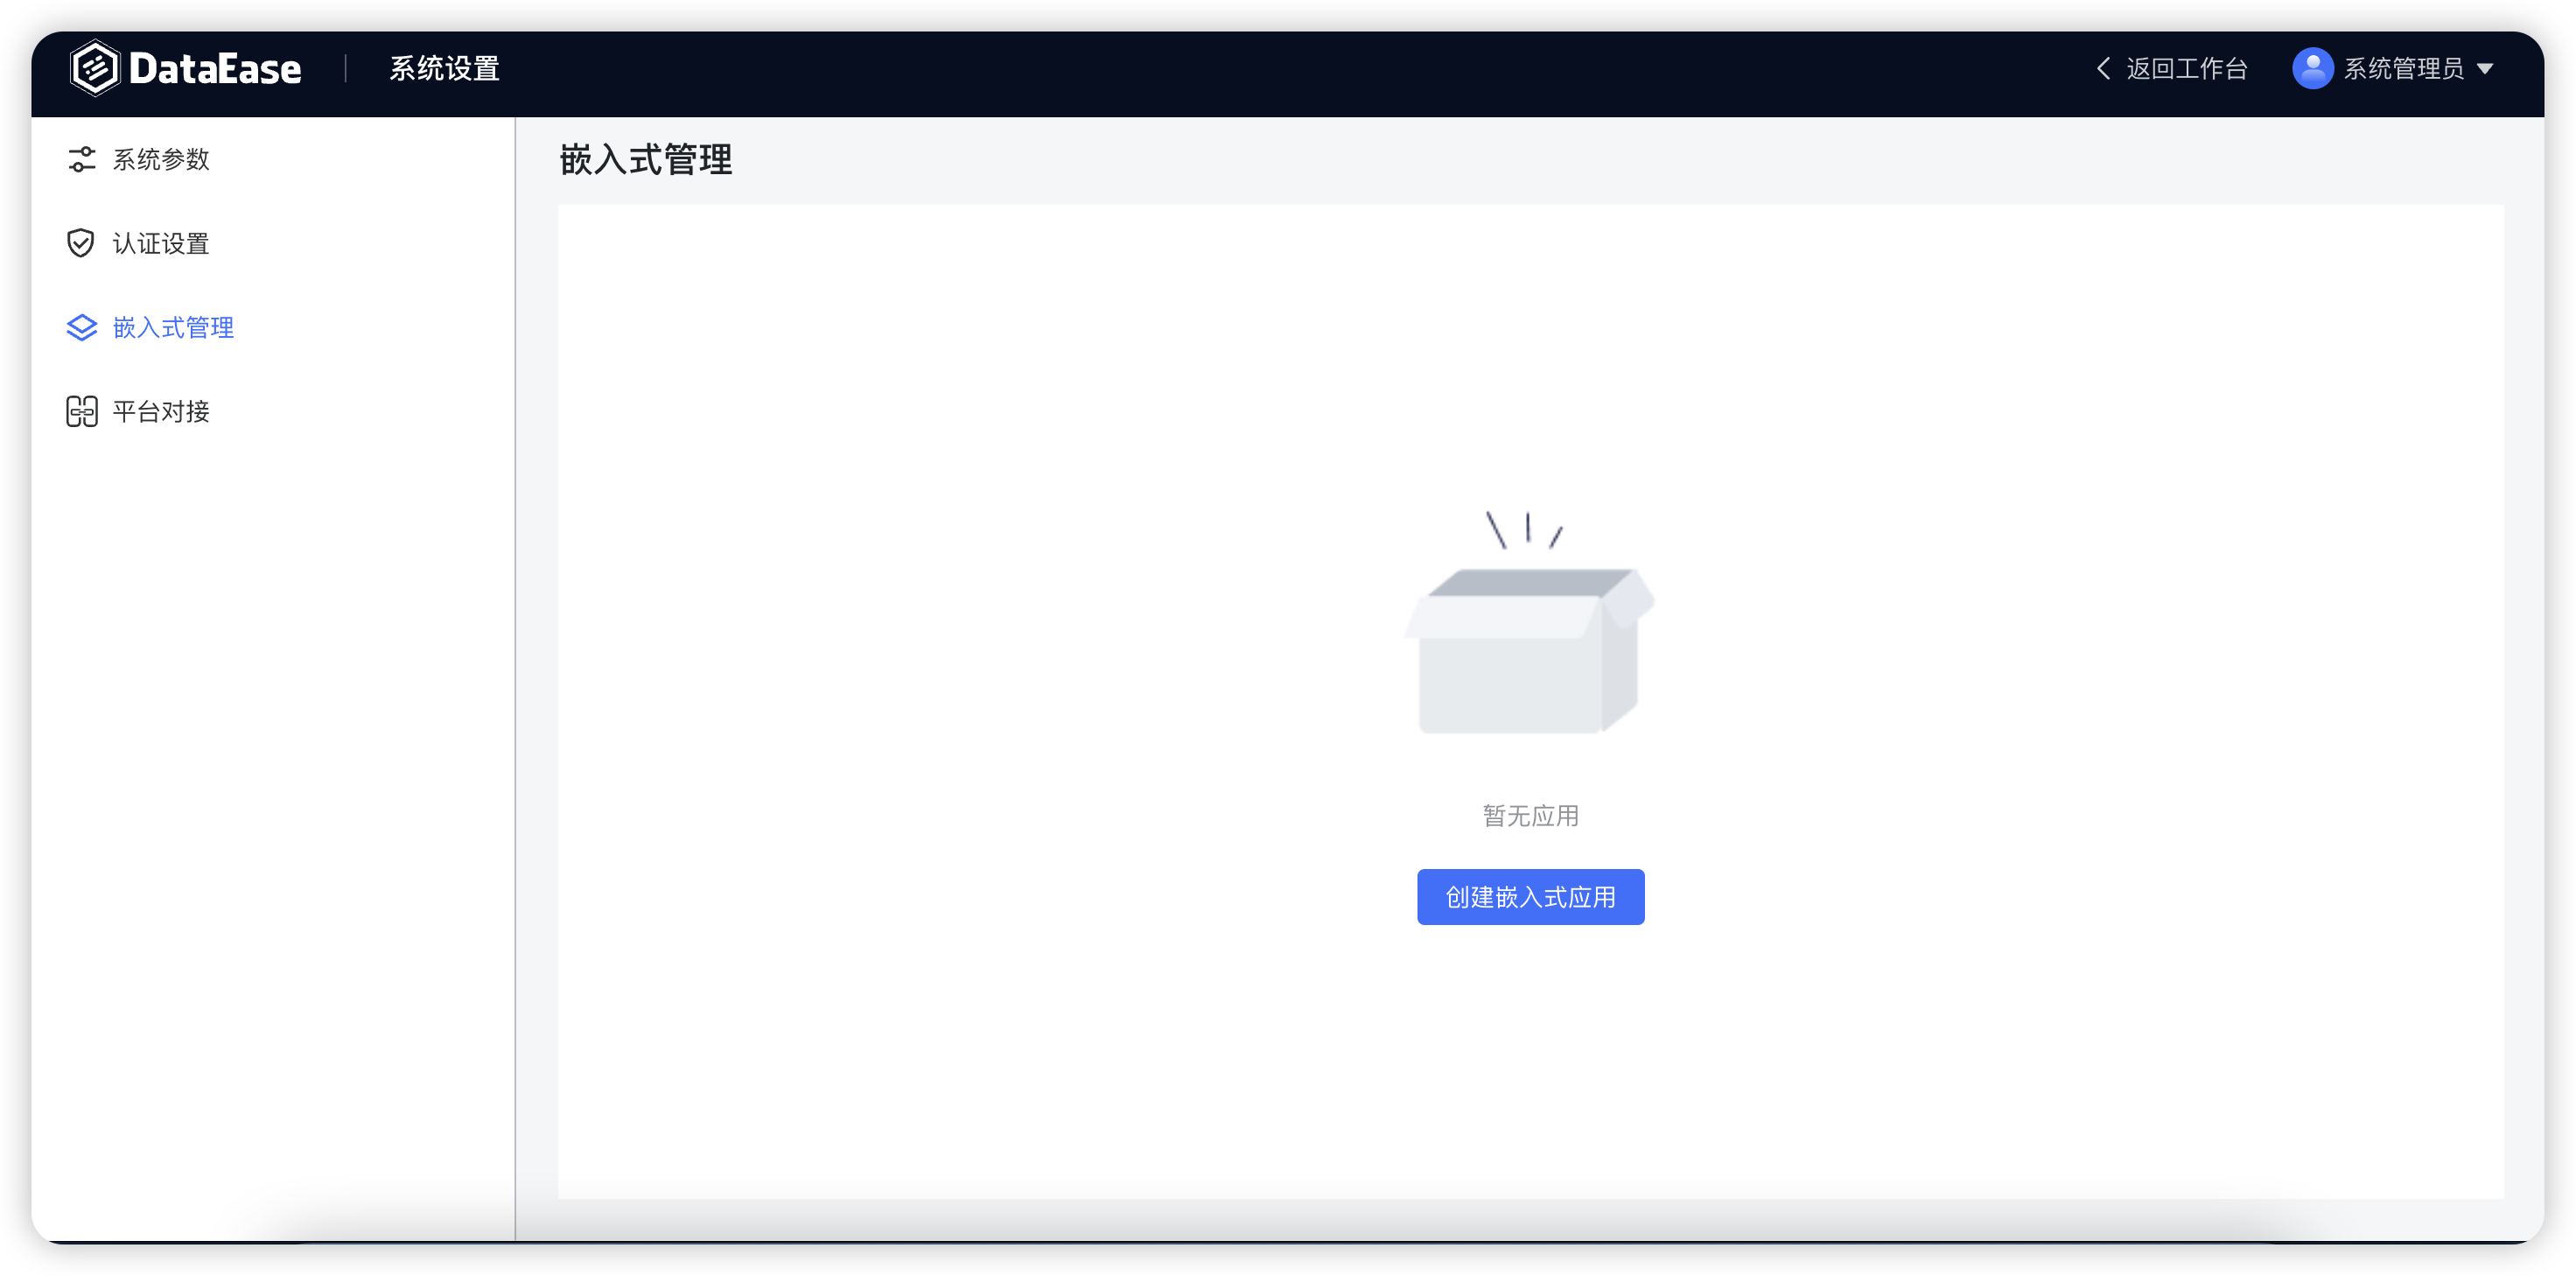 DataEase 系统设置 返回工作台 系统管理员
系统参数
认证设置
嵌入式管理
平台对接
嵌入式管理
暂无应用
创建嵌入式应用